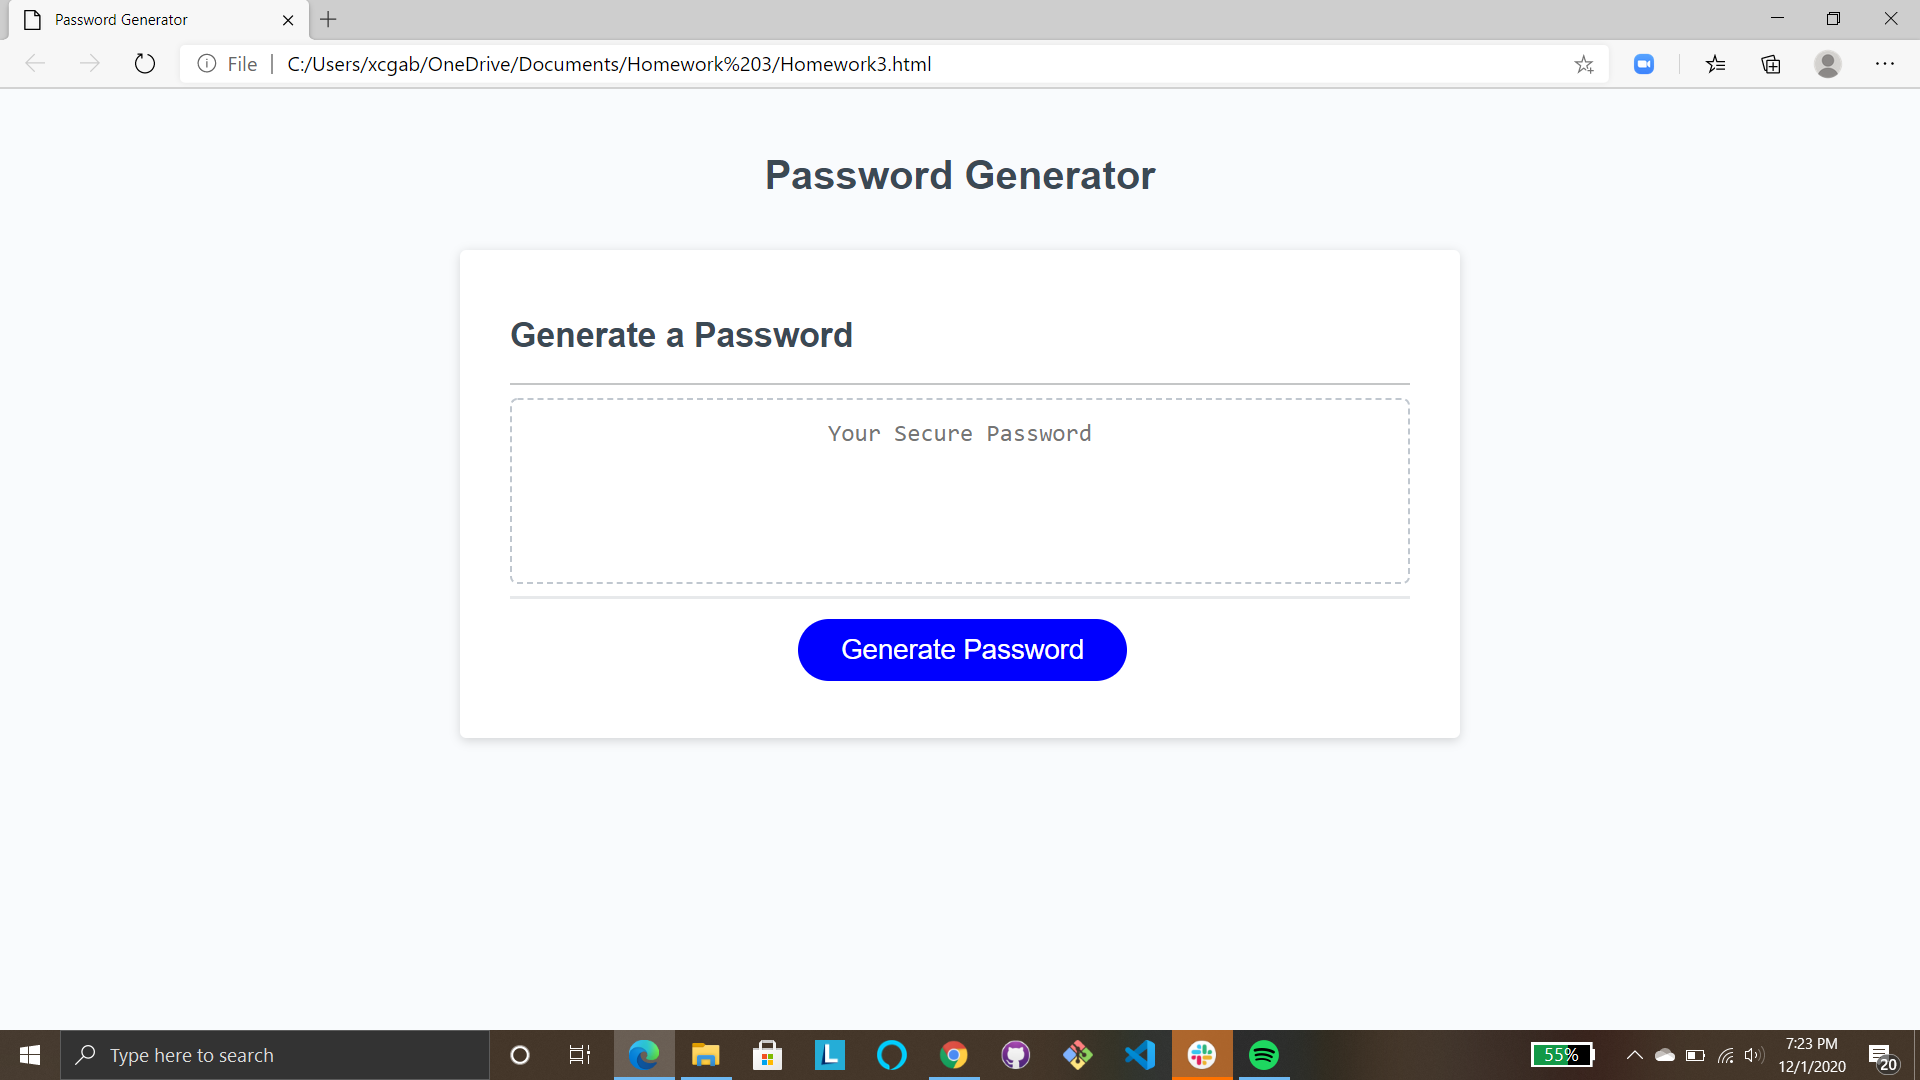 Password Generator
File
C:/Users/xcgab/OneDrive/Documents/Homework%203/Homework3.html
Password Generator
Generate a Password
Your Secure Password
Generate Password
Type here to search
L
55%
7:23 PM
12/1/2020
20